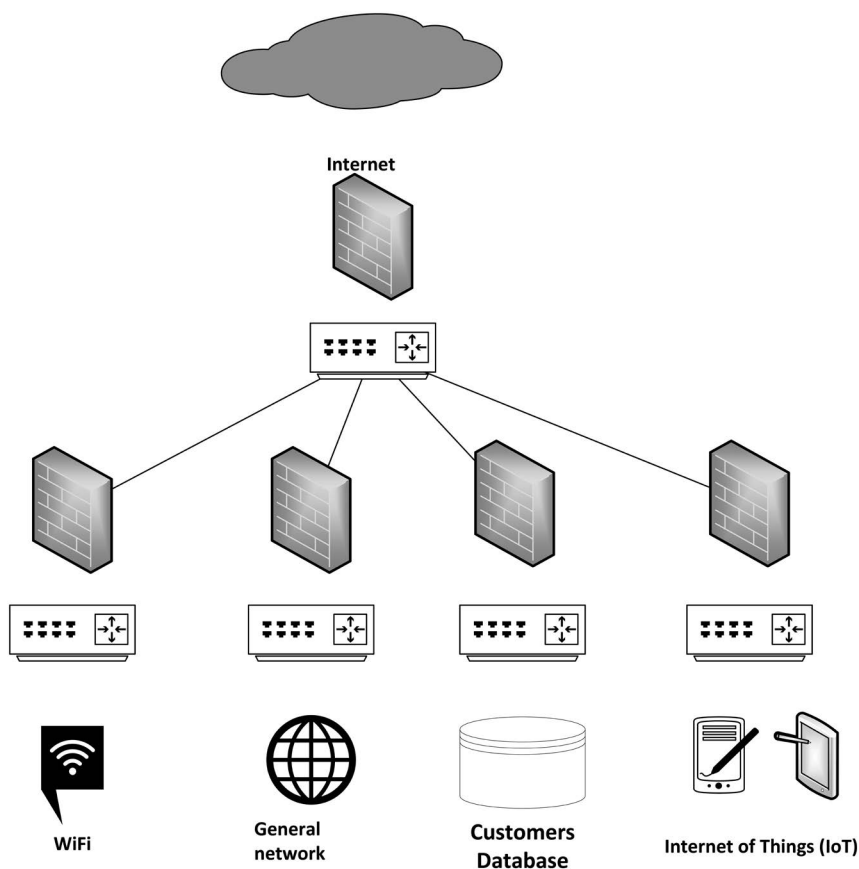 Internet
WiFi
General
network
Customers
Database
Internet of Things (IoT)